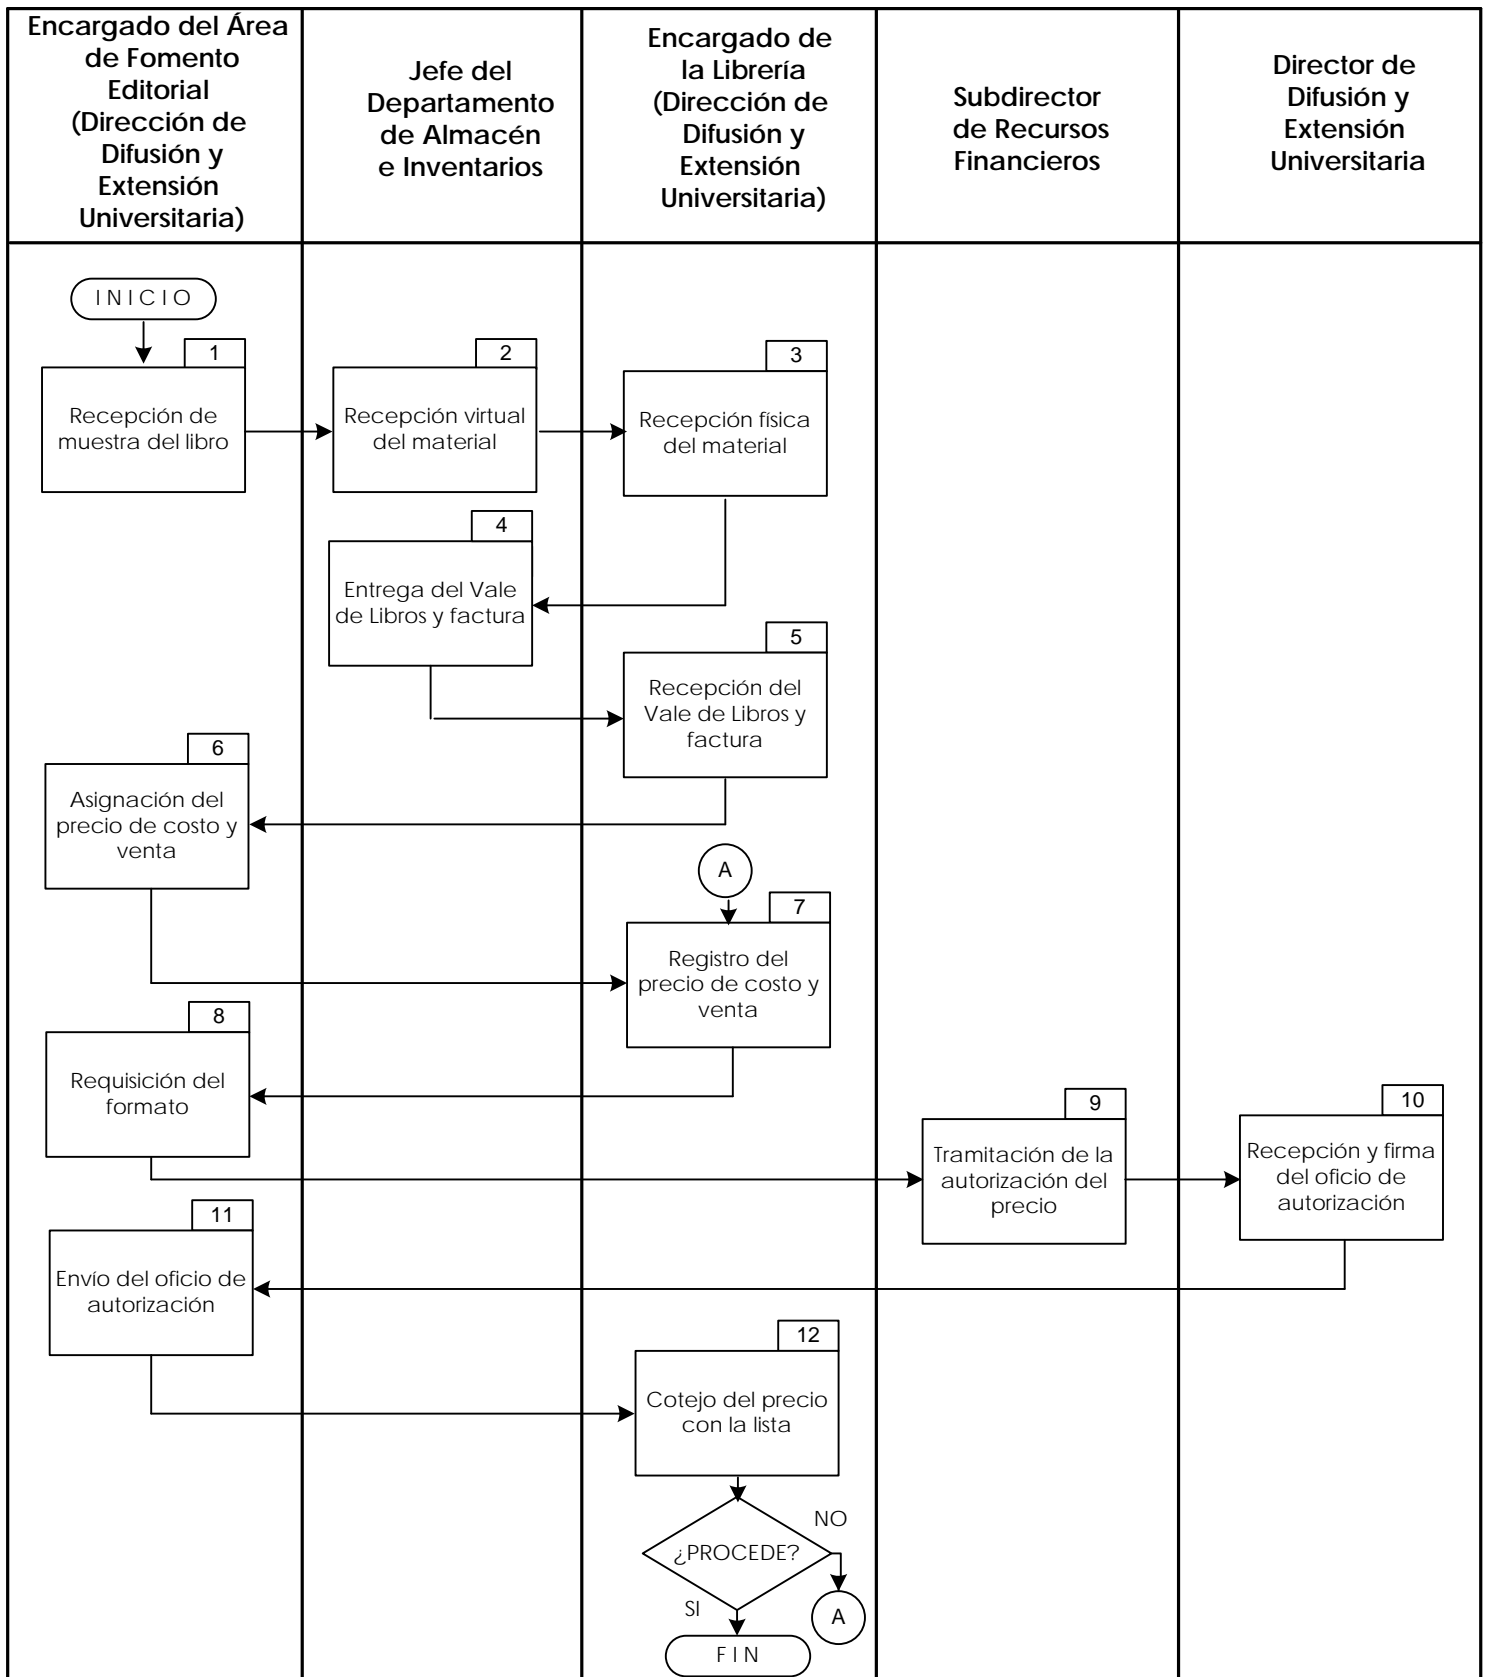 Encargado del Área
de Fomento
Editorial
(Dirección de
Difusión y
Extensión
Universitaria)
Jefe del
Departamento
de Almacén
e Inventarios
Encargado de
la Librería
(Dirección de
Difusión y
Extensión
Universitaria)
Subdirector
de Recursos
Financieros
Director de
Difusión y
Extensión
Universitaria
INICIO
1
Recepción de
muestra del libro
2
Recepción virtual
del material
3
Recepción física
del material
4
Entrega del Vale
de Libros y factura
5
Recepción del
Vale de Libros y
factura
6
Asignación del
precio de costo y
venta
A
7
Registro del
precio de costo y
venta
8
Requisición del
formato
9
Tramitación de la
autorización del
precio
10
Recepción y firma
del oficio de
autorización
11
Envío del oficio de
autorización
12
Cotejo del precio
con la lista
¿PROCEDE?
NO
A
SI
FIN